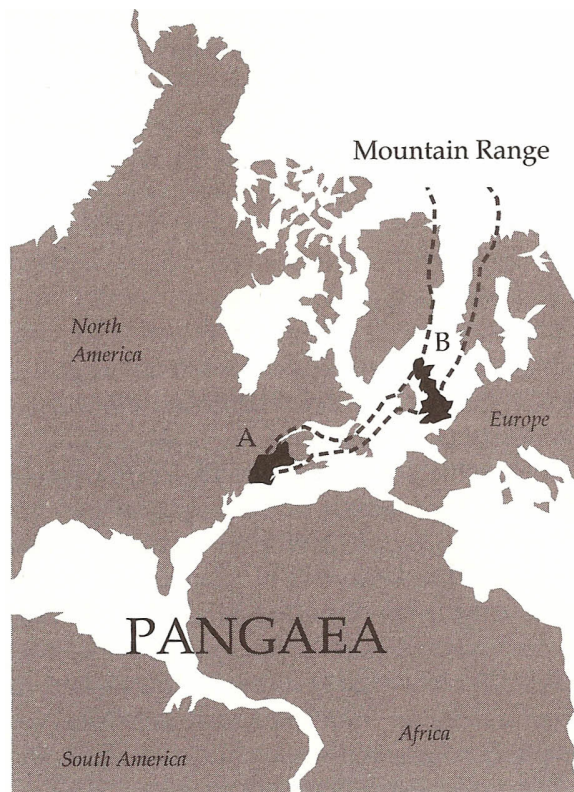 Mountain Range
North
America
B
A
Europe
PANGAEA
Africa
South America